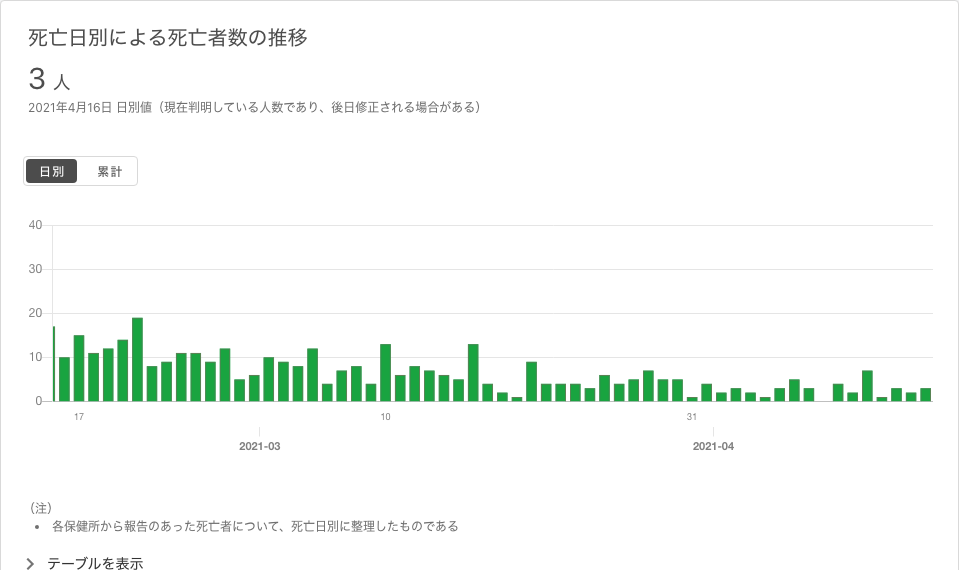 死亡日別による死亡者数の推移
3 人
2021年4月16日 日別値（現在判明している人数であり、後日修正される場合がある）
日別 累計
40
30
20
10
0
17 10 31
2021-03 2021-04
（注）
• 各保健所から報告のあった死亡者について、死亡日別に整理したものである
テーブルを表示